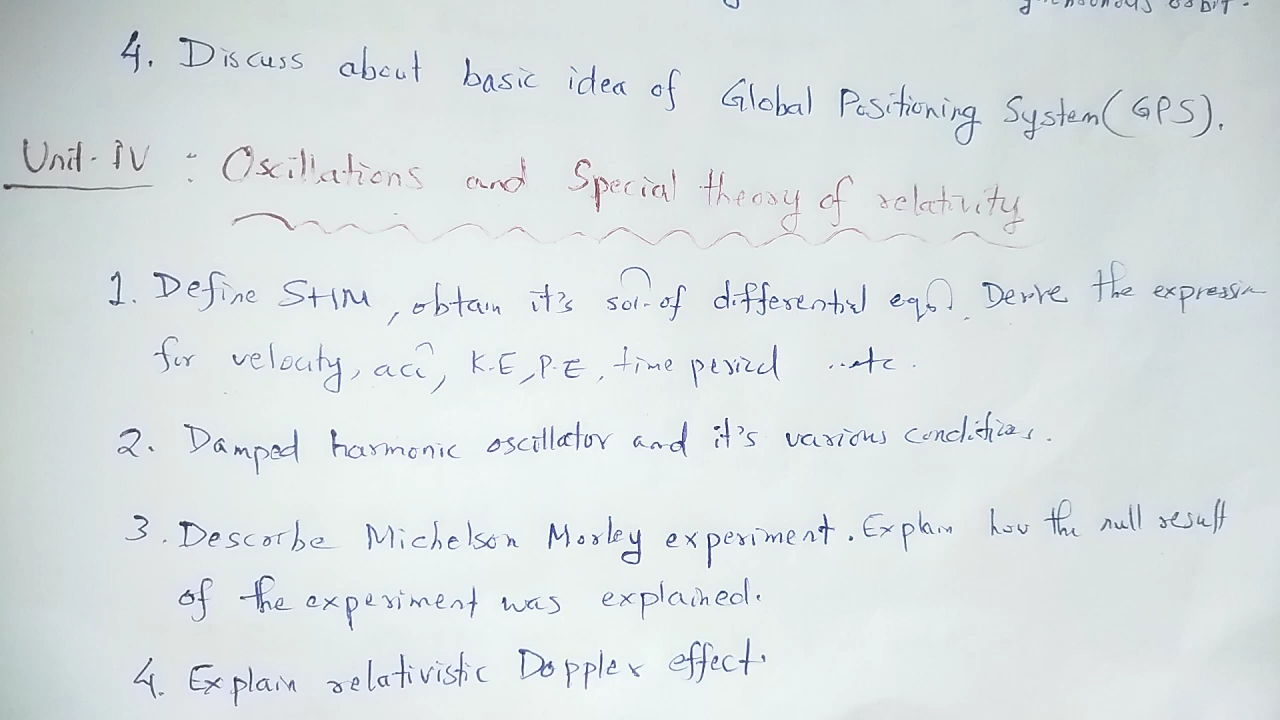 4. Discuss about basic idea of Global Positioning System(GPS).
Unit-IV : Oscillations and Special theory of relativity
1. Define SHM, obtain it's sol- of differential eqn. Derive the expression
for velocity, acc, K.E, P.E, time period ..etc.
2. Damped harmonic oscillator and it's various conditions.
3. Describe Michelson Morley experiment. Explain how the null result
of the experiment was explained.
4. Explain relativistic Doppler effect.